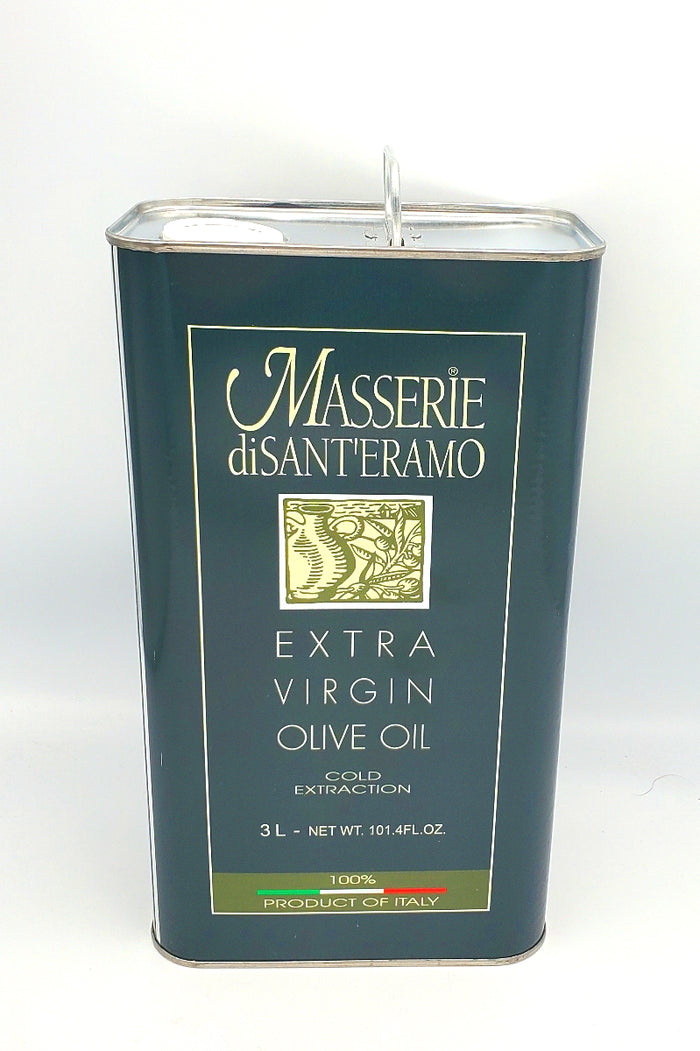 MASSERIE®
diSANT'ERAMO
EXTRA
VIRGIN
OLIVE OIL
COLD
EXTRACTION
3 L - NET WT. 101.4FL.OZ.
100%
PRODUCT OF ITALY